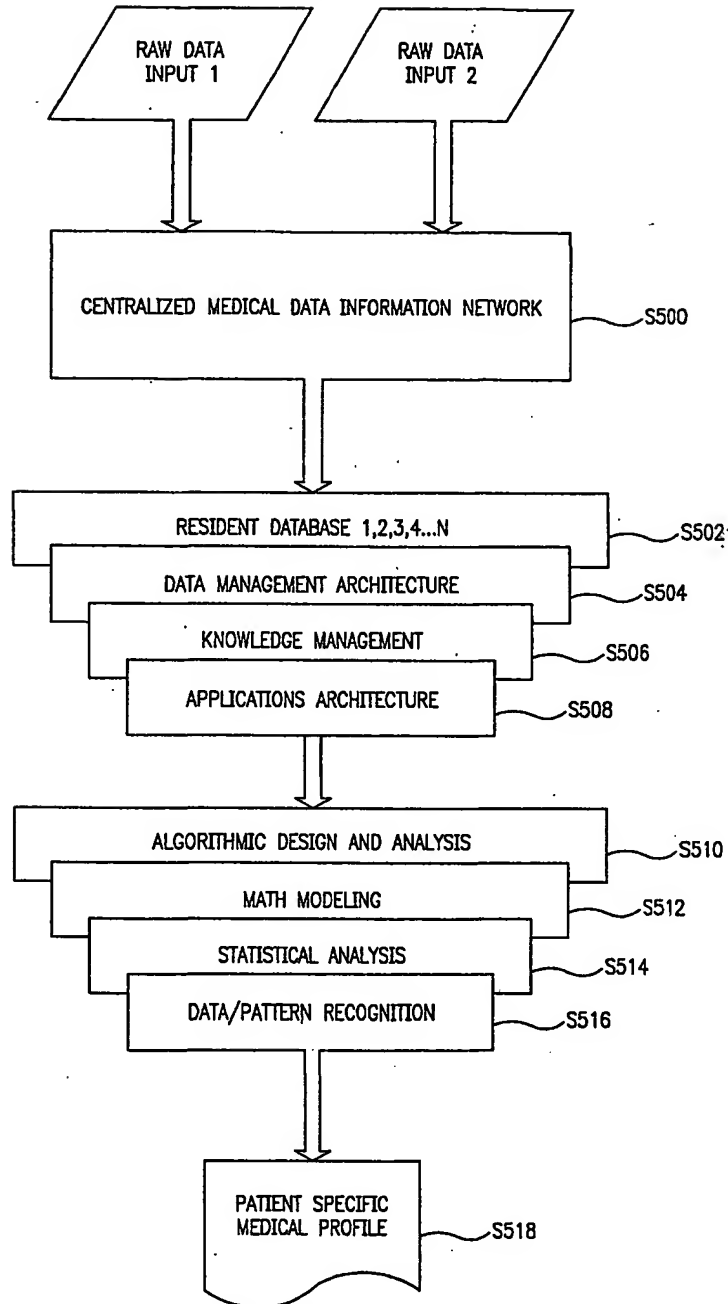 RAW DATA
INPUT 1
RAW DATA
INPUT 2
CENTRALIZED MEDICAL DATA INFORMATION NETWORK
S500
RESIDENT DATABASE 1,2,3,4...N
S502
DATA MANAGEMENT ARCHITECTURE
S504
KNOWLEDGE MANAGEMENT
S506
APPLICATIONS ARCHITECTURE
S508
ALGORITHMIC DESIGN AND ANALYSIS
S510
MATH MODELING
S512
STATISTICAL ANALYSIS
S514
DATA/PATTERN RECOGNITION
S516
PATIENT SPECIFIC
MEDICAL PROFILE
S518